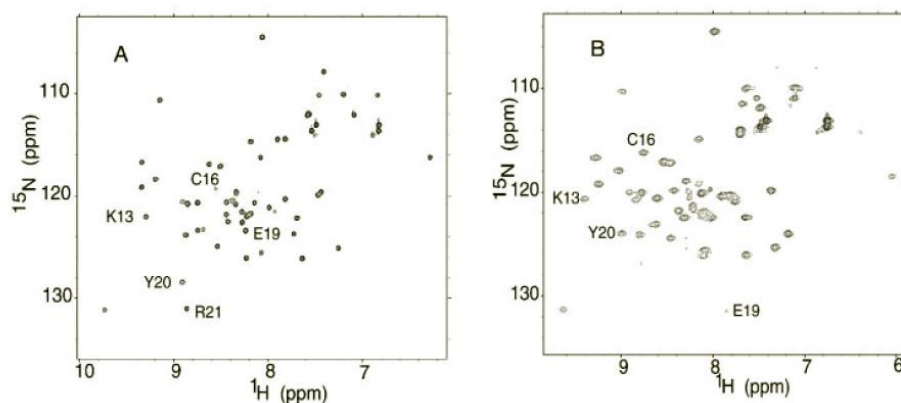 A
110
120
130
15N (ppm)
C16
K13
E19
Y20
R21
10 9 8 7
1H (ppm)
B
110
120
130
15N (ppm)
C16
K13
Y20
E19
9 8 7 6
1H (ppm)